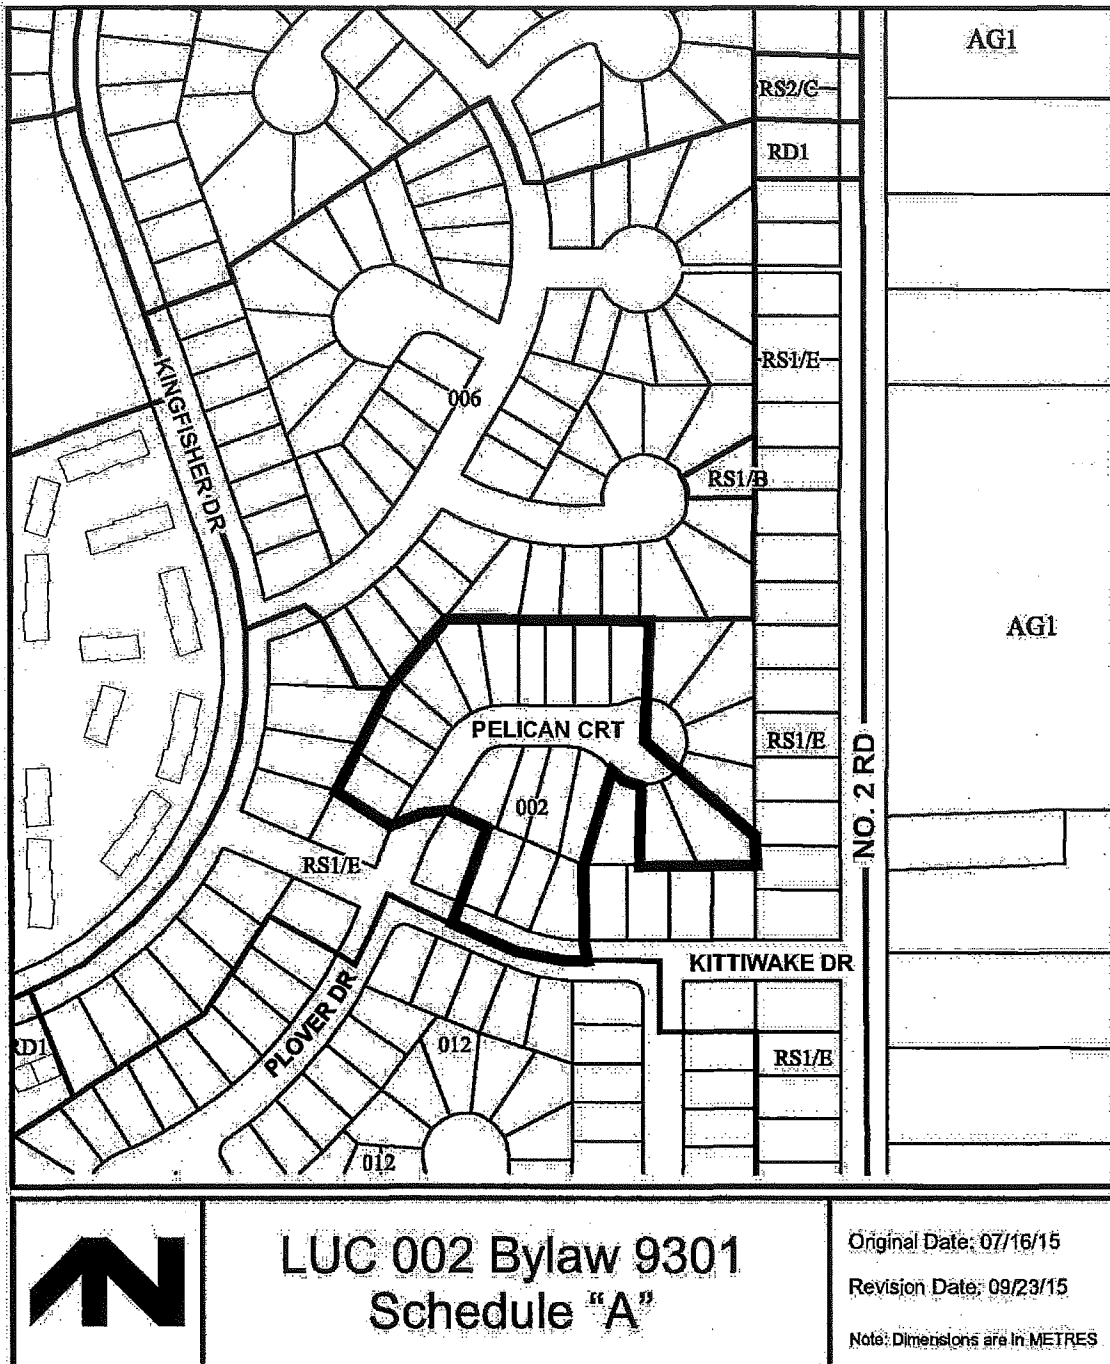 AG1
RS2/C
RD1
RS1/E
KINGFISHER DR
006
RS1/B
AG1
PELICAN CRT
RS1/E
NO. 2 RD
002
RS1/E
KITTIWAKE DR
PLOVER DR
RD1
012
RS1/E
012
LUC 002 Bylaw 9301
Schedule “A”
Original Date: 07/16/15
Revision Date: 09/23/15
Note: Dimensions are in METRES